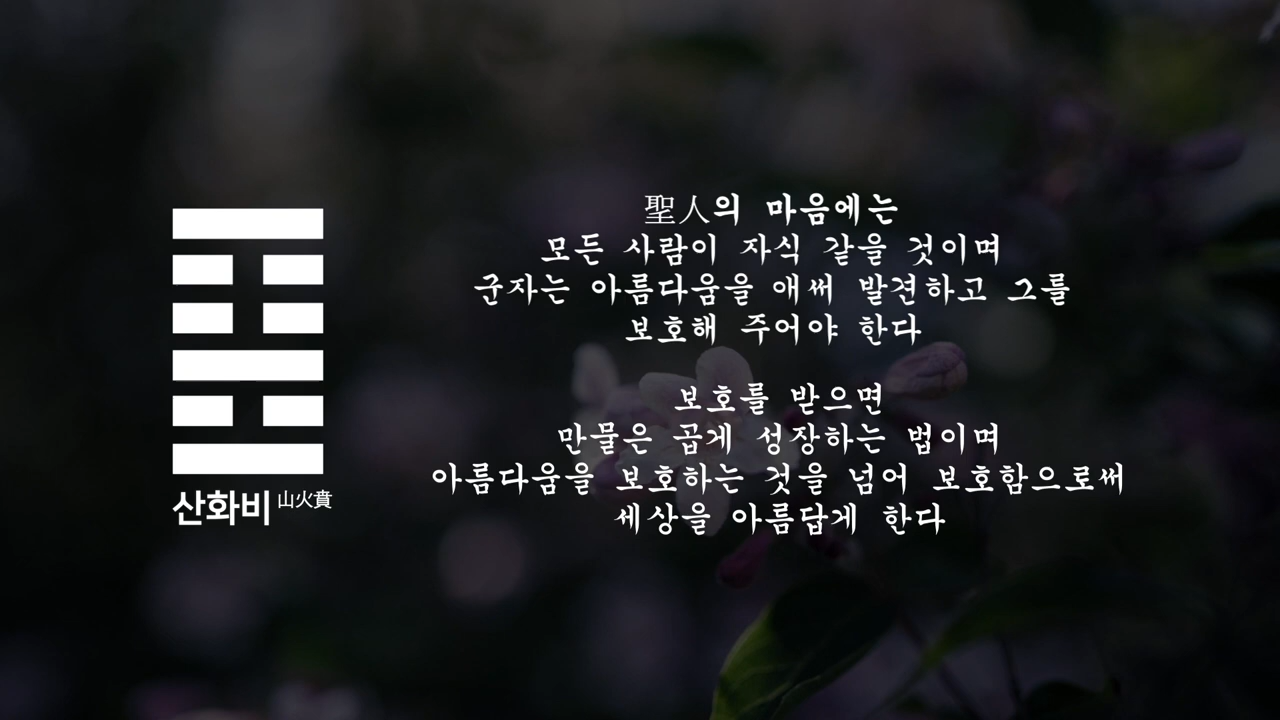 聖人의 마음에는
모든 사람이 자식 같을 것이며
군자는 아름다움을 애써 발견하고 그를
보호해 주어야 한다
보호를 받으면
만물은 곱게 성장하는 법이며
아름다움을 보호하는 것을 넘어 보호함으로써
세상을 아름답게 한다
산화비 山火賁